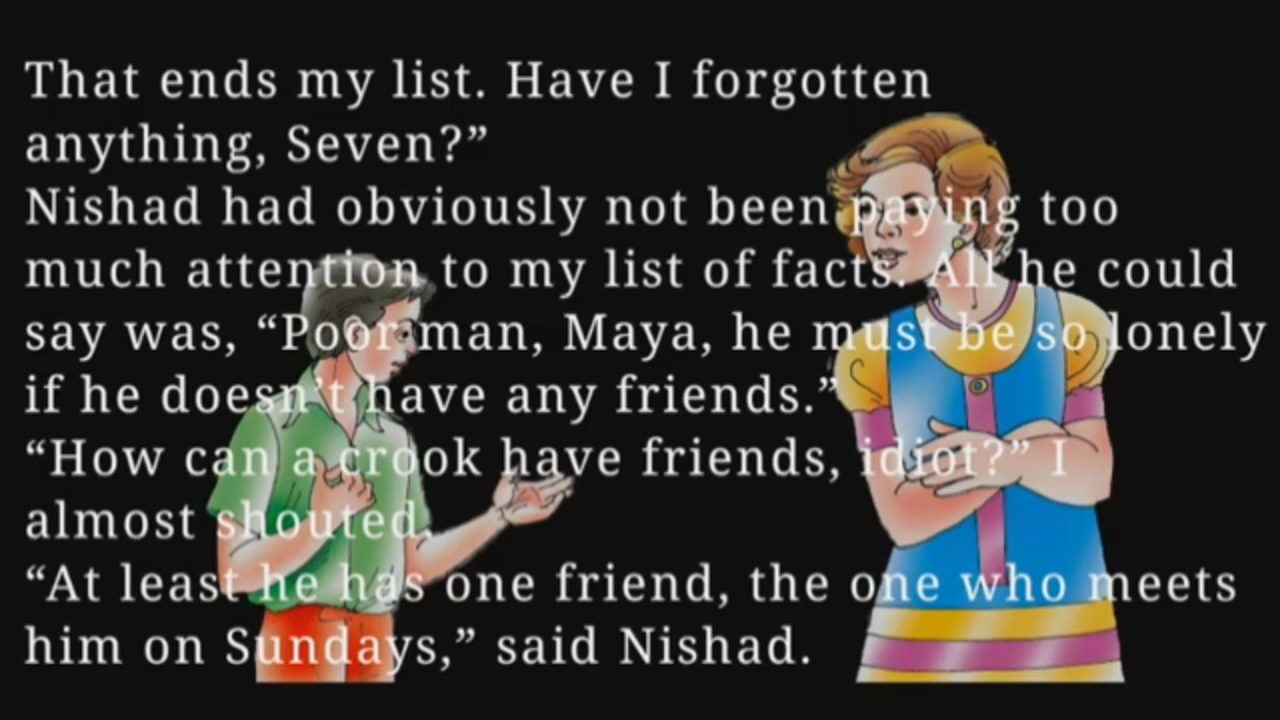 That ends my list. Have I forgotten
anything, Seven?”
Nishad had obviously not been paying too
much attention to my list of facts. All he could
say was, “Poor man, Maya, he must be so lonely
if he doesn’t have any friends.”
“How can a crook have friends, idiot?” I
almost shouted.
“At least he has one friend, the one who meets
him on Sundays,” said Nishad.